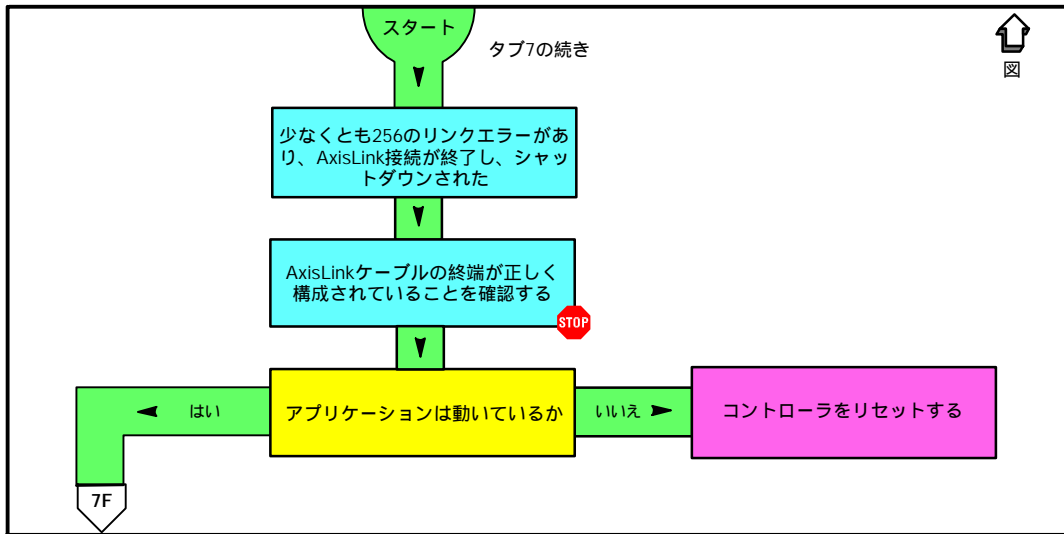 スタート
タブ7の続き
図
少なくとも256のリンクエラーがあ
り、AxisLink接続が終了し、シャッ
トダウンされた
AxisLinkケーブルの終端が正しく
構成されていることを確認する
STOP
はい
アプリケーションは動いているか
いいえ
コントローラをリセットする
7F